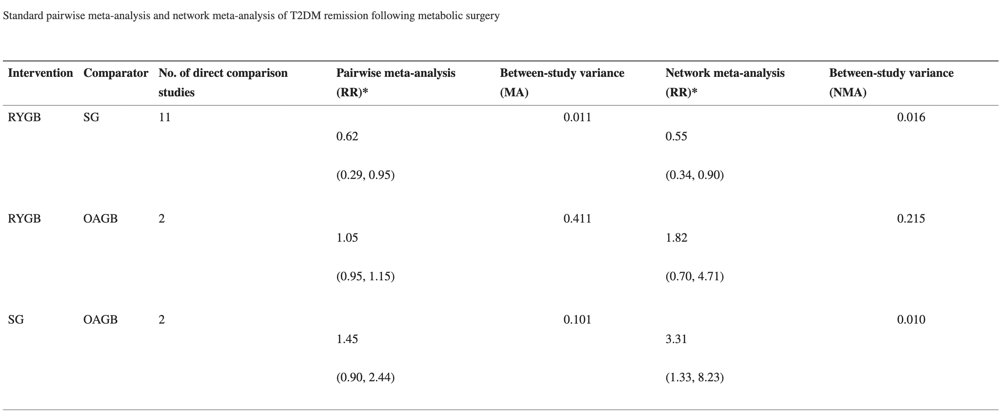 Standard pairwise meta-analysis and network meta-analysis of T2DM remission following metabolic surgery
Intervention Comparator No. of direct comparison studies Pairwise meta-analysis (RR)* Between-study variance (MA) Network meta-analysis (RR)* Between-study variance (NMA)
RYGB SG 11 0.011 0.016
0.62 0.55
(0.29, 0.95) (0.34, 0.90)
RYGB OAGB 2 0.411 0.215
1.05 1.82
(0.95, 1.15) (0.70, 4.71)
SG OAGB 2 0.101 0.010
1.45 3.31
(0.90, 2.44) (1.33, 8.23)